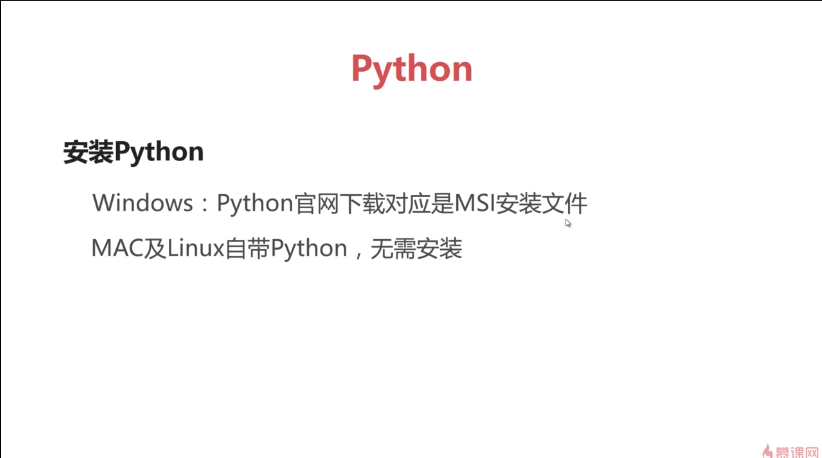 Python
安装Python
Windows：Python官网下载对应是MSI安装文件
MAC及Linux自带Python，无需安装
慕课网